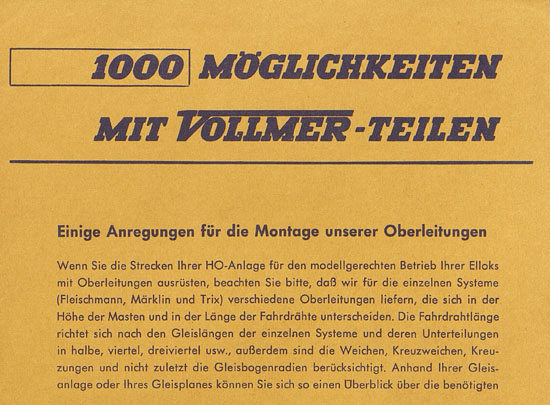 1000 MÖGLICHKEITEN
MIT VOLLMER-TEILEN
Einige Anregungen für die Montage unserer Oberleitungen
Wenn Sie die Strecken Ihrer HO-Anlage für den modellgerechten Betrieb Ihrer Elloks
mit Oberleitungen ausrüsten, beachten Sie bitte, daß wir für die einzelnen Systeme
(Fleischmann, Märklin und Trix) verschiedene Oberleitungen liefern, die sich in der
Höhe der Masten und in der Länge der Fahrdrähte unterscheiden. Die Fahrdrahtlänge
richtet sich nach den Gleislängen der einzelnen Systeme und deren Unterteilungen
in halbe, viertel, dreiviertel usw., außerdem sind die Weichen, Kreuzweichen, Kreu-
zungen und nicht zuletzt die Gleisbogenradien berücksichtigt. Anhand Ihrer Gleis-
anlage oder Ihres Gleisplanes können Sie sich so einen Überblick über die benötigten